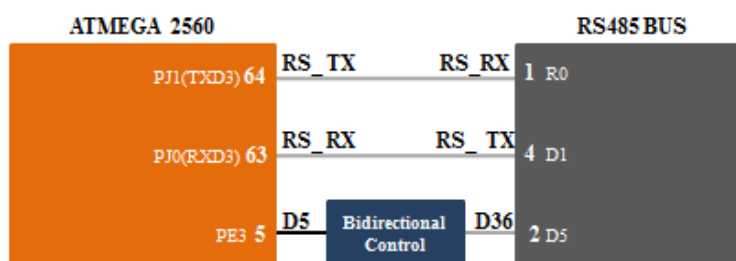 ATMEGA 2560 RS485 BUS
PJ1(TXD3) 64 RS_TX RS_RX 1 R0
PJ0(RXD3) 63 RS_RX RS_ TX 4 D1
PE3 5 D5 Bidirectional Control D36 2 D5